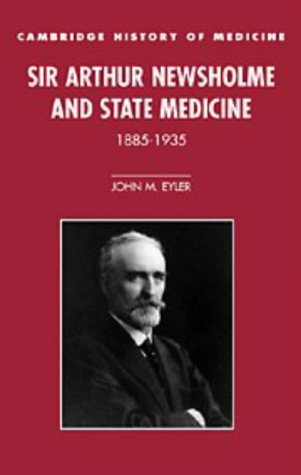 CAMBRIDGE HISTORY OF MEDICINE
SIR ARTHUR NEWSHOLME
AND STATE MEDICINE
1885-1935
JOHN M. EYLER